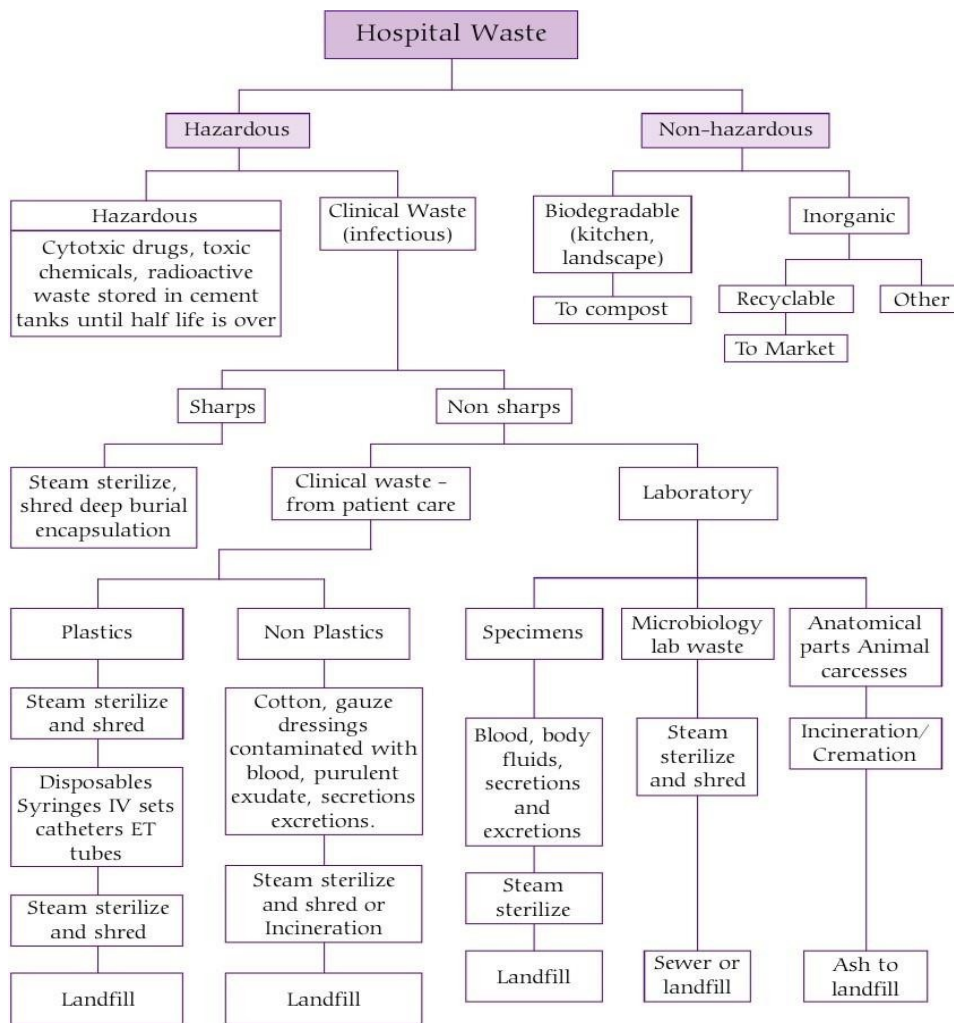 Hospital Waste
Hazardous
Non-hazardous
Hazardous
Cytotxic drugs, toxic
chemicals, radioactive
waste stored in cement
tanks until half life is over
Clinical Waste
(infectious)
Biodegradable
(kitchen,
landscape)
Inorganic
To compost
Recyclable
Other
To Market
Sharps
Non sharps
Steam sterilize,
shred deep burial
encapsulation
Clinical waste -
from patient care
Laboratory
Plastics
Non Plastics
Specimens
Microbiology
lab waste
Anatomical
parts Animal
carcesses
Steam sterilize
and shred
Cotton, gauze
dressings
contaminated with
blood, purulent
exudate, secretions
excretions.
Blood, body
fluids,
secretions
and
excretions
Steam
sterilize
and shred
Incineration/
Cremation
Disposables
Syringes IV sets
catheters ET
tubes
Steam sterilize
and shred or
Incineration
Steam
sterilize
Steam sterilize
and shred
Landfill
Landfill
Landfill
Sewer or
landfill
Ash to
landfill